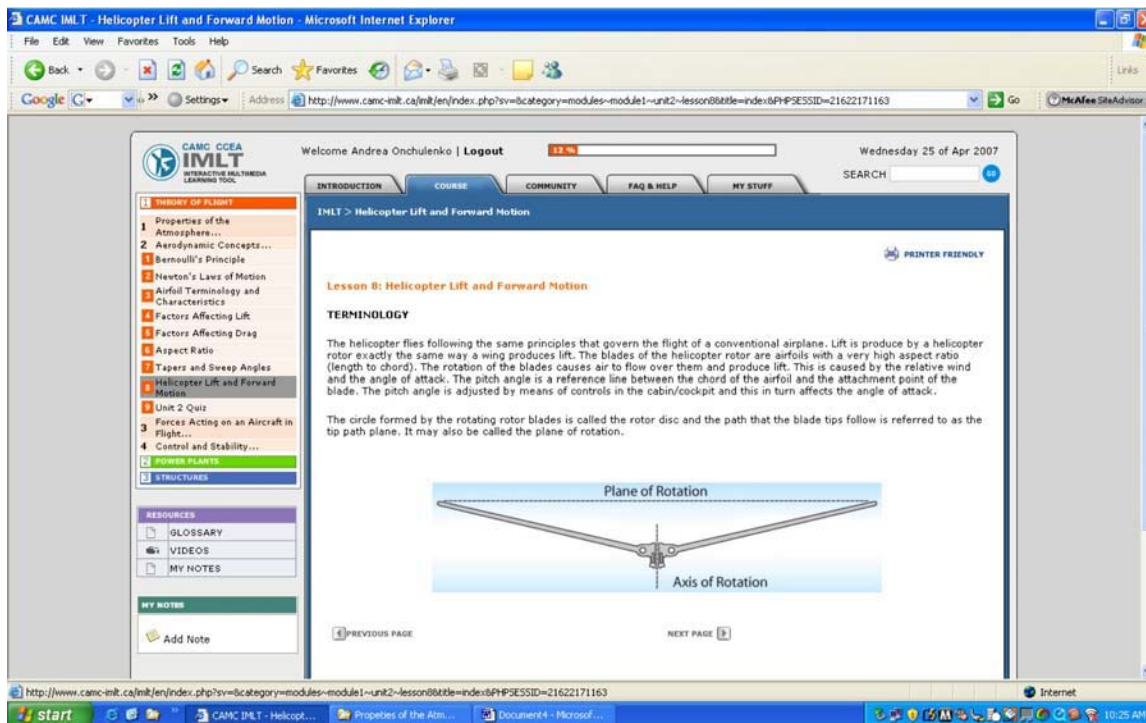 CAMC IMLT - Helicopter Lift and Forward Motion - Microsoft Internet Explorer
File Edit View Favorites Tools Help
Back Search Favorites Links
Google Settings Address http://www.camc-imlt.ca/imlt/en/index.php?sv=&category=modules~module1~unit2~lesson8&title=index&PHPSESSID=21622171163 Go McAfee SiteAdvisor
CAMC CCEA
IMLT
INTERACTIVE MULTIMEDIA
LEARNING TOOL
Welcome Andrea Onchulenko | Logout 12 % Wednesday 25 of Apr 2007
SEARCH GO
INTRODUCTION COURSE COMMUNITY FAQ & HELP MY STUFF
IMLT > Helicopter Lift and Forward Motion
1 THEORY OF FLIGHT
1 Properties of the
Atmosphere...
2 Aerodynamic Concepts...
1 Bernoulli's Principle
2 Newton's Laws of Motion
3 Airfoil Terminology and
Characteristics
4 Factors Affecting Lift
5 Factors Affecting Drag
6 Aspect Ratio
7 Tapers and Sweep Angles
8 Helicopter Lift and Forward
Motion
9 Unit 2 Quiz
3 Forces Acting on an Aircraft in
Flight...
4 Control and Stability...
2 POWER PLANTS
3 STRUCTURES
RESOURCES
GLOSSARY
VIDEOS
MY NOTES
MY NOTES
Add Note
PRINTER FRIENDLY
Lesson 8: Helicopter Lift and Forward Motion
TERMINOLOGY
The helicopter flies following the same principles that govern the flight of a conventional airplane. Lift is produce by a helicopter
rotor exactly the same way a wing produces lift. The blades of the helicopter rotor are airfoils with a very high aspect ratio
(length to chord). The rotation of the blades causes air to flow over them and produce lift. This is caused by the relative wind
and the angle of attack. The pitch angle is a reference line between the chord of the airfoil and the attachment point of the
blade. The pitch angle is adjusted by means of controls in the cabin/cockpit and this in turn affects the angle of attack.
The circle formed by the rotating rotor blades is called the rotor disc and the path that the blade tips follow is referred to as the
tip path plane. It may also be called the plane of rotation.
Plane of Rotation
Axis of Rotation
PREVIOUS PAGE NEXT PAGE
http://www.camc-imlt.ca/imlt/en/index.php?sv=&category=modules~module1~unit2~lesson8&title=index&PHPSESSID=21622171163 Internet
start CAMC IMLT - Helicopt... Propeties of the Atm... Document4 - Microsof... 10:25 AM